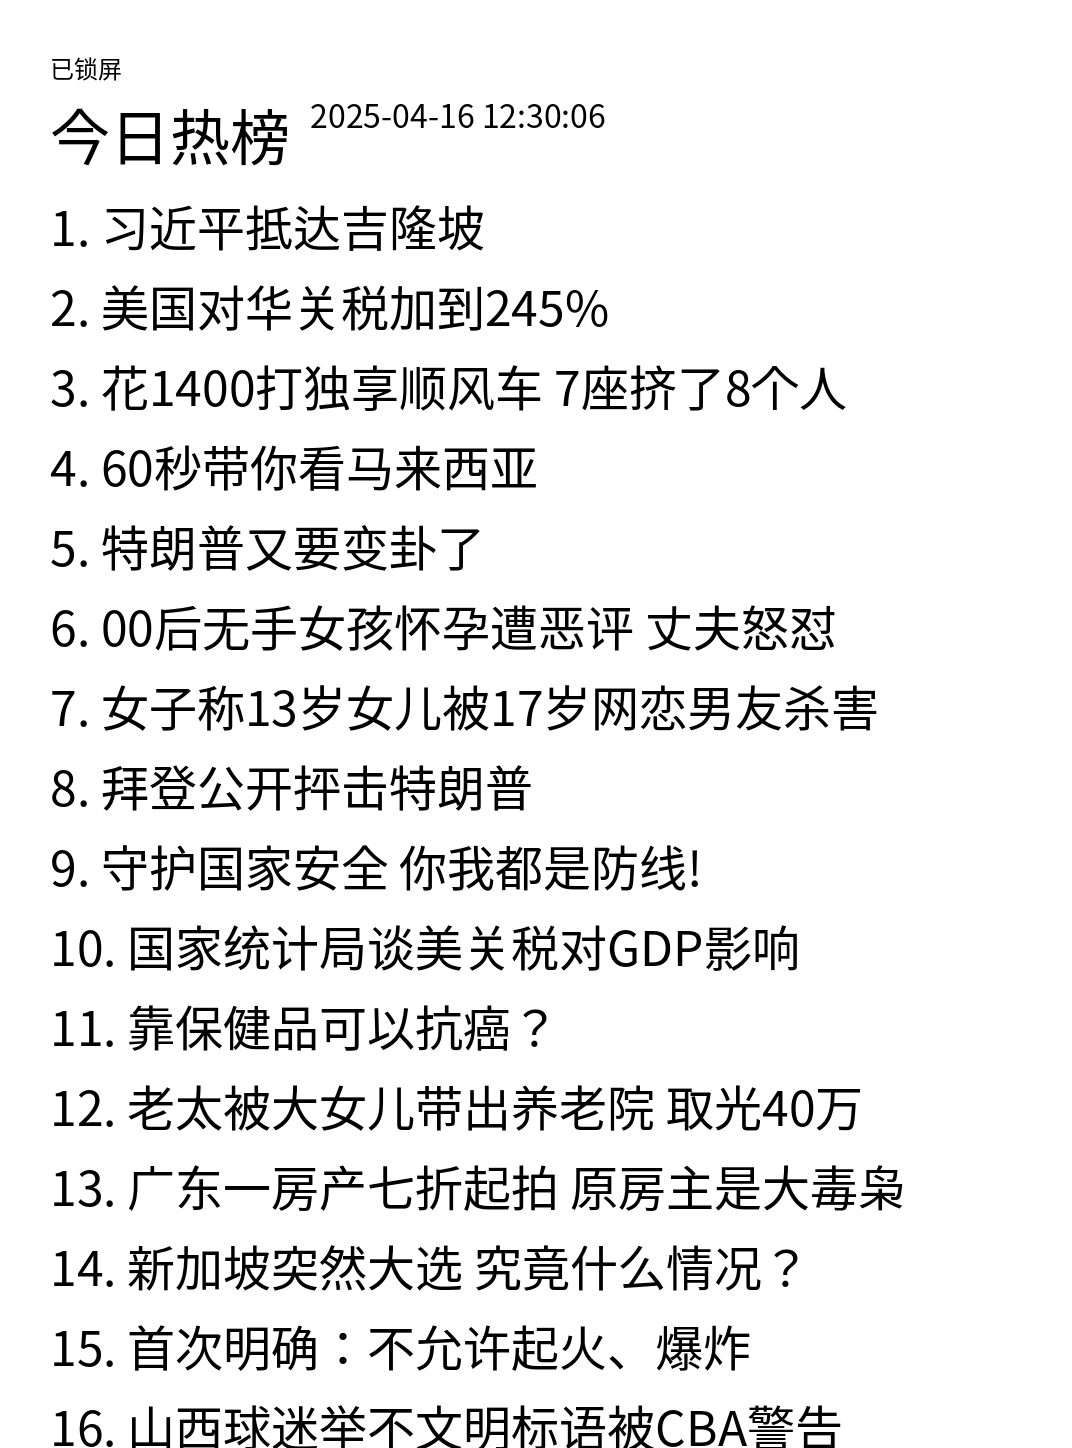 已锁屏
今日热榜 2025-04-16 12:30:06
1. 习近平抵达吉隆坡
2. 美国对华关税加到245%
3. 花1400打独享顺风车 7座挤了8个人
4. 60秒带你看马来西亚
5. 特朗普又要变卦了
6. 00后无手女孩怀孕遭恶评 丈夫怒怼
7. 女子称13岁女儿被17岁网恋男友杀害
8. 拜登公开抨击特朗普
9. 守护国家安全 你我都是防线!
10. 国家统计局谈美关税对GDP影响
11. 靠保健品可以抗癌？
12. 老太被大女儿带出养老院 取光40万
13. 广东一房产七折起拍 原房主是大毒枭
14. 新加坡突然大选 究竟什么情况？
15. 首次明确：不允许起火、爆炸
16. 山西球迷举不文明标语被CBA警告